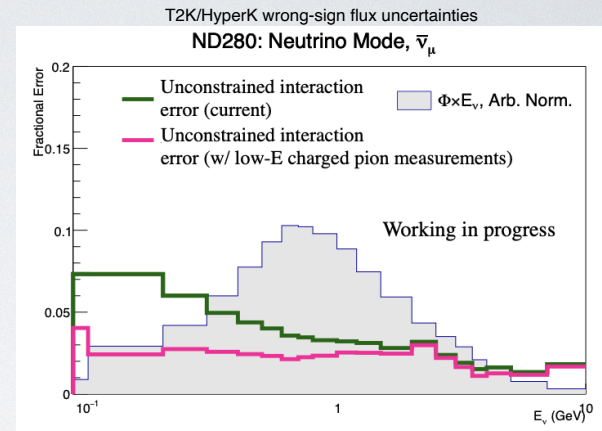 T2K/HyperK wrong-sign flux uncertainties
ND280: Neutrino Mode, ν̄μ
Fractional Error
0.2
0.15
0.1
0.05
0
Unconstrained interaction
error (current)
Unconstrained interaction
error (w/ low-E charged pion measurements)
Φ×Eν, Arb. Norm.
Working in progress
10⁻¹
1
10
Eν (GeV)